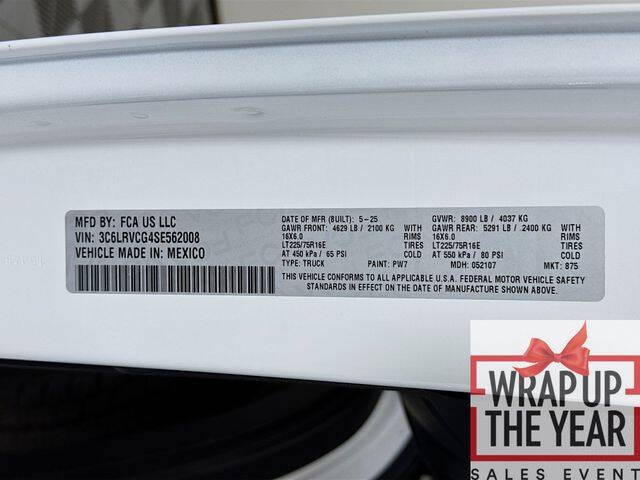 MFD BY: FCA US LLC
VIN: 3C6LRVCG4SE562008
VEHICLE MADE IN: MEXICO
DATE OF MFR (BUILT): 5-25
GAWR FRONT: 4629 LB / 2100 KG WITH
16X6.0 RIMS
LT225/75R16E TIRES
AT 450 kPa / 65 PSI COLD
TYPE: TRUCK PAINT: PW7
GVWR: 8900 LB / 4037 KG
GAWR REAR: 5291 LB /.2400 KG WITH
16X6.0 RIMS
LT225/75R16E TIRES
AT 550 kPa / 80 PSI COLD
MDH: 052107 MKT: 875
THIS VEHICLE CONFORMS TO ALL APPLICABLE U.S.A. FEDERAL MOTOR VEHICLE SAFETY
STANDARDS IN EFFECT ON THE DATE OF MANUFACTURE SHOWN ABOVE.
WRAP UP
THE YEAR
SALES EVENT